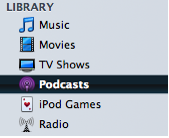 LIBRARY
Music
Movies
TV Shows
Podcasts
iPod Games
Radio